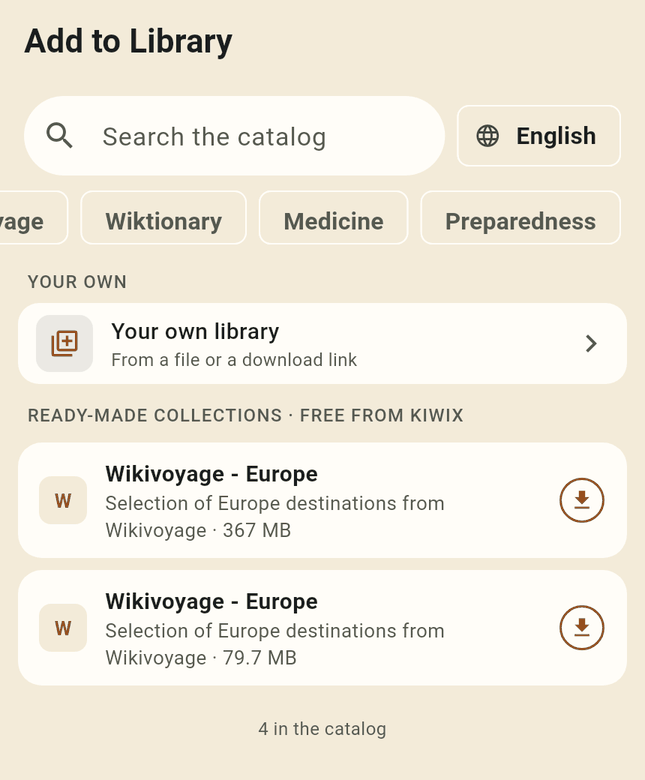 Add to Library
Search the catalog
English
yage
Wiktionary
Medicine
Preparedness
YOUR OWN
Your own library
From a file or a download link
READY-MADE COLLECTIONS · FREE FROM KIWIX
W
Wikivoyage - Europe
Selection of Europe destinations from
Wikivoyage · 367 MB
W
Wikivoyage - Europe
Selection of Europe destinations from
Wikivoyage · 79.7 MB
4 in the catalog